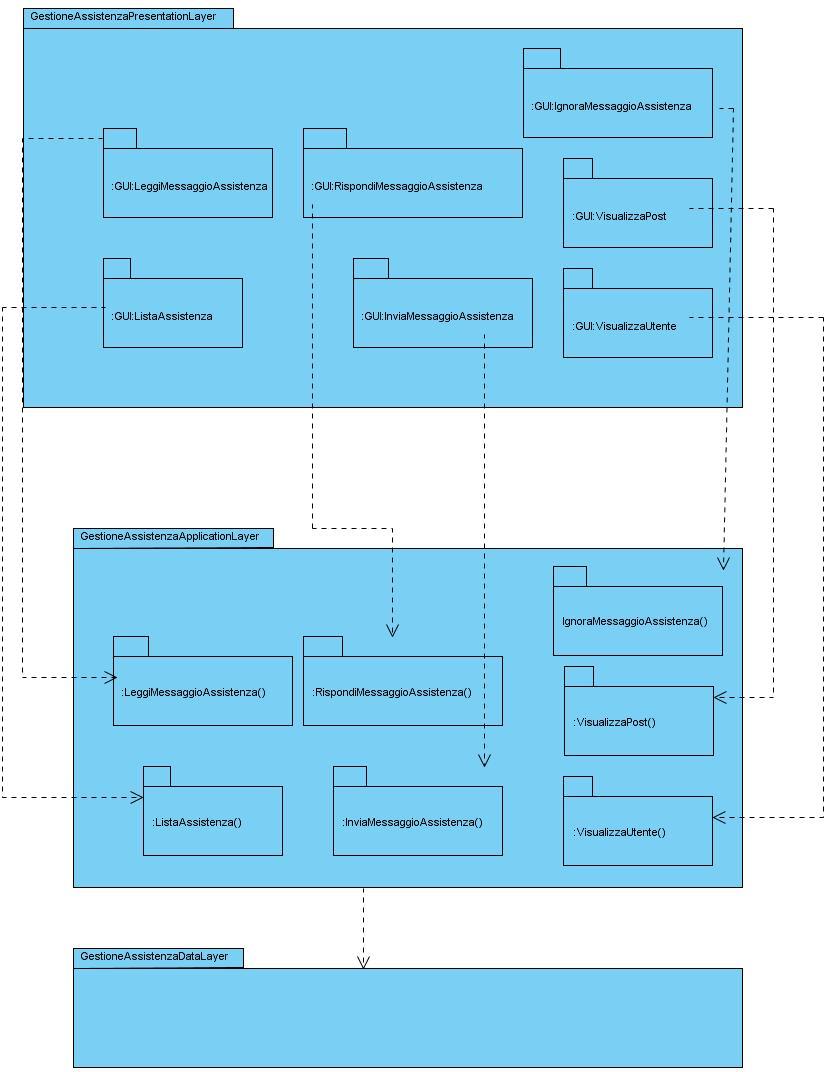 GestioneAssistenzaPresentationLayer
:GUI:IgnoraMessaggioAssistenza
:GUI:LeggiMessaggioAssistenza
:GUI:RispondiMessaggioAssistenza
:GUI:VisualizzaPost
:GUI:ListaAssistenza
:GUI:InviaMessaggioAssistenza
:GUI:VisualizzaUtente
GestioneAssistenzaApplicationLayer
IgnoraMessaggioAssistenza()
:LeggiMessaggioAssistenza()
:RispondiMessaggioAssistenza()
:VisualizzaPost()
:ListaAssistenza()
:InviaMessaggioAssistenza()
:VisualizzaUtente()
GestioneAssistenzaDataLayer